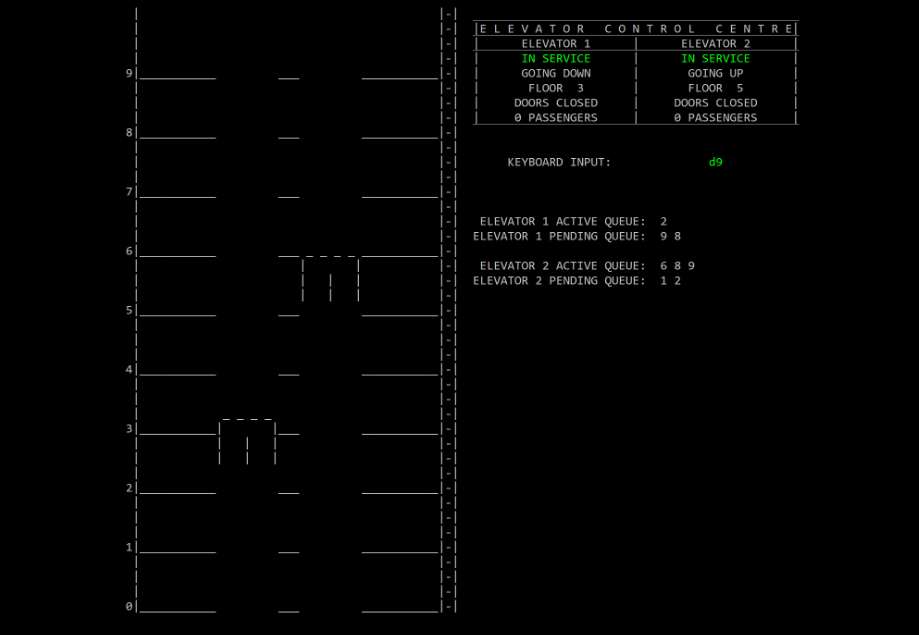 E L E V A T O R   C O N T R O L   C E N T R E
ELEVATOR 1 ELEVATOR 2
IN SERVICE IN SERVICE
GOING DOWN GOING UP
FLOOR 3 FLOOR 5
DOORS CLOSED DOORS CLOSED
0 PASSENGERS 0 PASSENGERS
KEYBOARD INPUT: d9
ELEVATOR 1 ACTIVE QUEUE: 2
ELEVATOR 1 PENDING QUEUE: 9 8
ELEVATOR 2 ACTIVE QUEUE: 6 8 9
ELEVATOR 2 PENDING QUEUE: 1 2
9
8
7
6
5
4
3
2
1
0